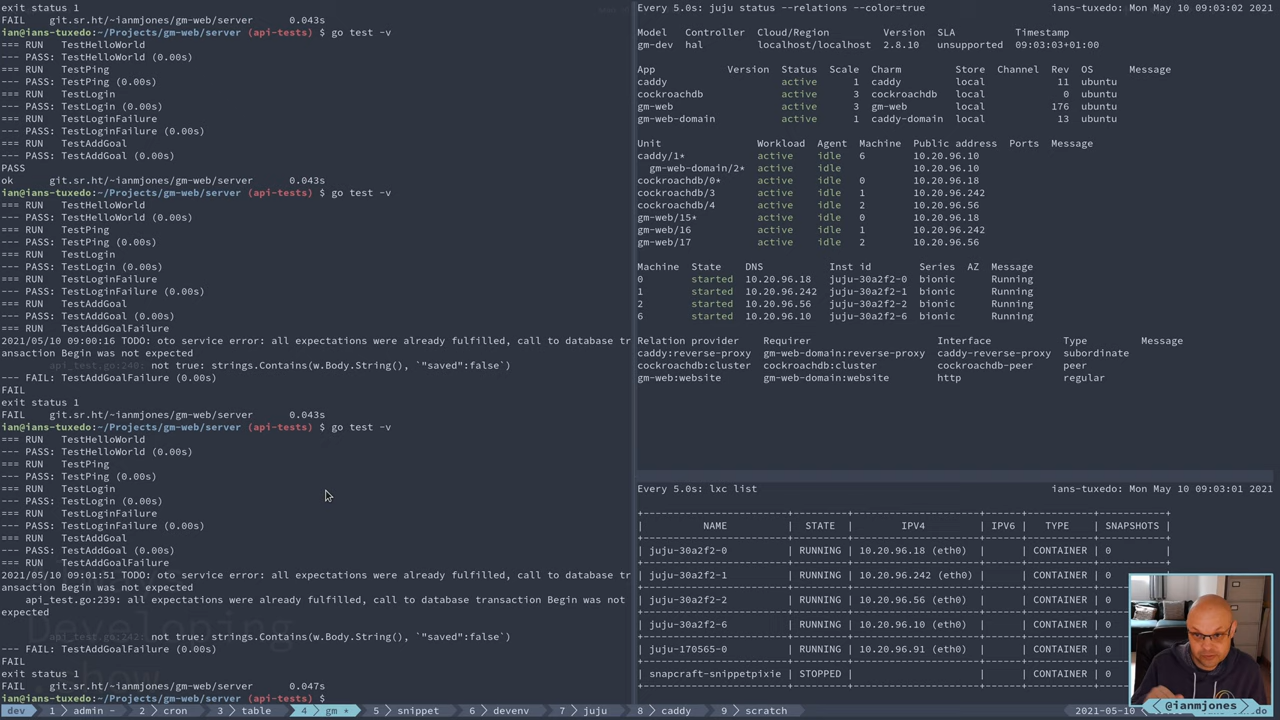 exit status 1
FAIL    git.sr.ht/~ianmjones/gm-web/server      0.043s
ian@ians-tuxedo:~/Projects/gm-web/server (api-tests) $ go test -v
=== RUN   TestHelloWorld
--- PASS: TestHelloWorld (0.00s)
=== RUN   TestPing
--- PASS: TestPing (0.00s)
=== RUN   TestLogin
--- PASS: TestLogin (0.00s)
=== RUN   TestLoginFailure
--- PASS: TestLoginFailure (0.00s)
=== RUN   TestAddGoal
--- PASS: TestAddGoal (0.00s)
PASS
ok      git.sr.ht/~ianmjones/gm-web/server      0.043s
ian@ians-tuxedo:~/Projects/gm-web/server (api-tests) $ go test -v
=== RUN   TestHelloWorld
--- PASS: TestHelloWorld (0.00s)
=== RUN   TestPing
--- PASS: TestPing (0.00s)
=== RUN   TestLogin
--- PASS: TestLogin (0.00s)
=== RUN   TestLoginFailure
--- PASS: TestLoginFailure (0.00s)
=== RUN   TestAddGoal
--- PASS: TestAddGoal (0.00s)
=== RUN   TestAddGoalFailure
2021/05/10 09:00:16 TODO: oto service error: all expectations were already fulfilled, call to database tr
ansaction Begin was not expected
    api_test.go:240: not true: strings.Contains(w.Body.String(), `"saved":false`)
--- FAIL: TestAddGoalFailure (0.00s)
FAIL
exit status 1
FAIL    git.sr.ht/~ianmjones/gm-web/server      0.043s
ian@ians-tuxedo:~/Projects/gm-web/server (api-tests) $ go test -v
=== RUN   TestHelloWorld
--- PASS: TestHelloWorld (0.00s)
=== RUN   TestPing
--- PASS: TestPing (0.00s)
=== RUN   TestLogin
--- PASS: TestLogin (0.00s)
=== RUN   TestLoginFailure
--- PASS: TestLoginFailure (0.00s)
=== RUN   TestAddGoal
--- PASS: TestAddGoal (0.00s)
=== RUN   TestAddGoalFailure
2021/05/10 09:01:51 TODO: oto service error: all expectations were already fulfilled, call to database tr
ansaction Begin was not expected
    api_test.go:239: all expectations were already fulfilled, call to database transaction Begin was not
expected
    api_test.go:242: not true: strings.Contains(w.Body.String(), `"saved":false`)
--- FAIL: TestAddGoalFailure (0.00s)
FAIL
exit status 1
FAIL    git.sr.ht/~ianmjones/gm-web/server      0.047s
ian@ians-tuxedo:~/Projects/gm-web/server (api-tests) $
Developing
how
Every 5.0s: juju status --relations --color=true    ians-tuxedo: Mon May 10 09:03:02 2021
Model   Controller  Cloud/Region         Version  SLA          Timestamp
gm-dev  hal         localhost/localhost  2.8.10   unsupported  09:03:03+01:00
App            Version  Status  Scale  Charm         Store  Channel  Rev  OS      Message
caddy                   active      1  caddy         local            11  ubuntu
cockroachdb             active      3  cockroachdb   local             0  ubuntu
gm-web                  active      3  gm-web        local           176  ubuntu
gm-web-domain           active      1  caddy-domain  local            13  ubuntu
Unit                Workload  Agent  Machine  Public address  Ports  Message
caddy/1*            active    idle   6        10.20.96.10
  gm-web-domain/2*  active    idle            10.20.96.10
cockroachdb/0*      active    idle   0        10.20.96.18
cockroachdb/3       active    idle   1        10.20.96.242
cockroachdb/4       active    idle   2        10.20.96.56
gm-web/15*          active    idle   0        10.20.96.18
gm-web/16           active    idle   1        10.20.96.242
gm-web/17           active    idle   2        10.20.96.56
Machine  State    DNS           Inst id        Series  AZ  Message
0        started  10.20.96.18   juju-30a2f2-0  bionic      Running
1        started  10.20.96.242  juju-30a2f2-1  bionic      Running
2        started  10.20.96.56   juju-30a2f2-2  bionic      Running
6        started  10.20.96.10   juju-30a2f2-6  bionic      Running
Relation provider    Requirer                     Interface            Type         Message
caddy:reverse-proxy  gm-web-domain:reverse-proxy  caddy-reverse-proxy  subordinate
cockroachdb:cluster  cockroachdb:cluster          cockroachdb-peer     peer
gm-web:website       gm-web-domain:website        http                 regular
Every 5.0s: lxc list    ians-tuxedo: Mon May 10 09:03:01 2021
| NAME | STATE | IPV4 | IPV6 | TYPE | SNAPSHOTS |
| juju-30a2f2-0 | RUNNING | 10.20.96.18 (eth0) | | CONTAINER | 0 |
| juju-30a2f2-1 | RUNNING | 10.20.96.242 (eth0) | | CONTAINER | 0
| juju-30a2f2-2 | RUNNING | 10.20.96.56 (eth0) | | CONTAINER | 0
| juju-30a2f2-6 | RUNNING | 10.20.96.10 (eth0) | | CONTAINER | 0
| juju-170565-0 | RUNNING | 10.20.96.91 (eth0) | | CONTAINER | 0
| snapcraft-snippetpixie | STOPPED | | | CONTAINER | 0
dev 1 admin - 2 cron 3 table 4 gm * 5 snippet 6 devenv 7 juju 8 caddy 9 scratch 2021-05-10
<@ianmjones>